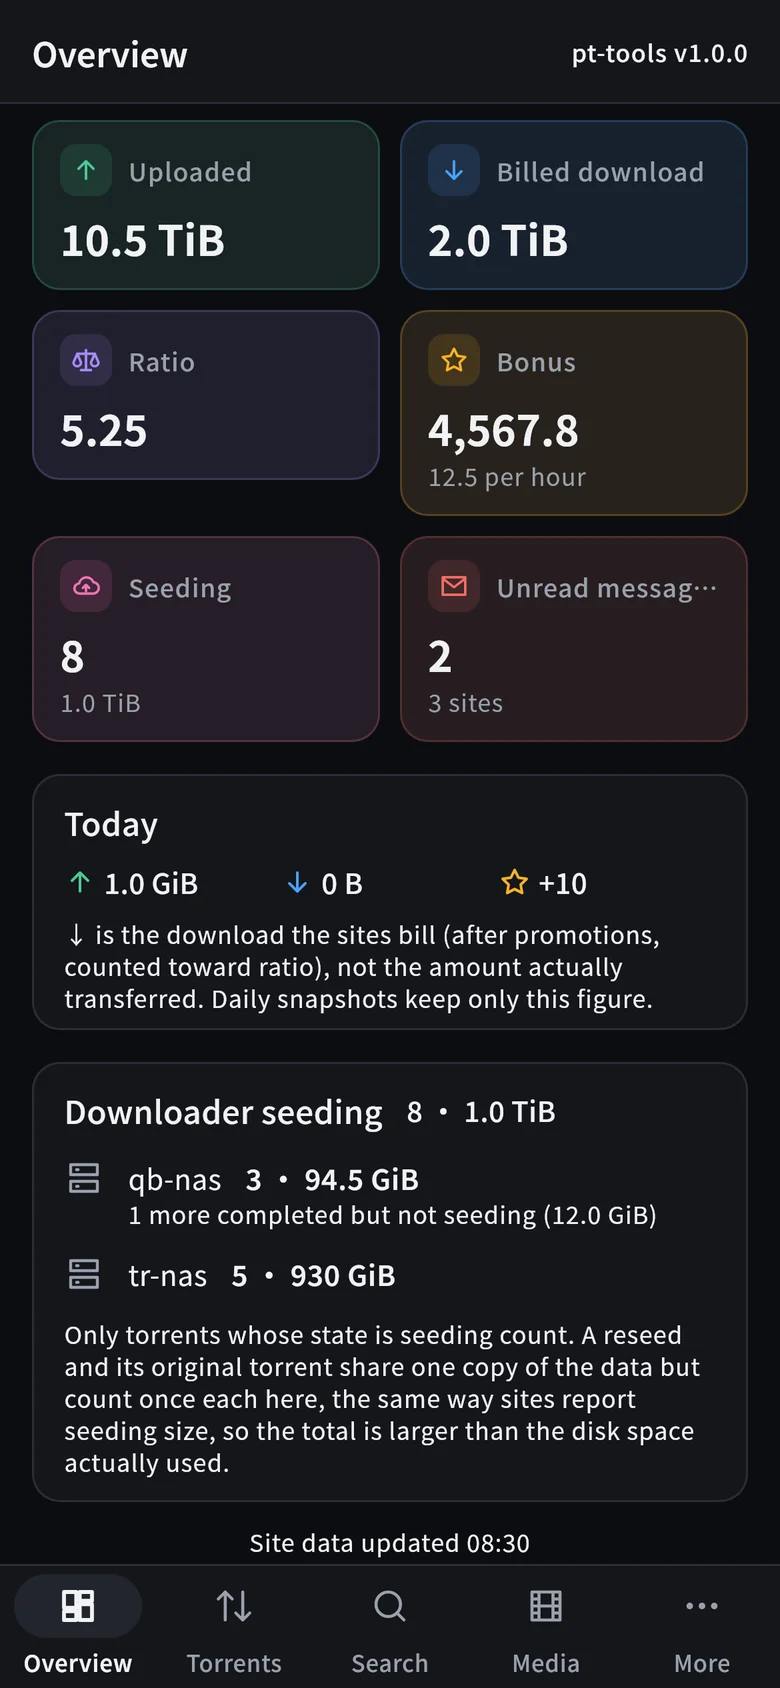 Overview
pt-tools v1.0.0
Uploaded
10.5 TiB
Billed download
2.0 TiB
Ratio
5.25
Bonus
4,567.8
12.5 per hour
Seeding
8
1.0 TiB
Unread messag···
2
3 sites
Today
↑ 1.0 GiB
↓ 0 B
+10
↓ is the download the sites bill (after promotions,
counted toward ratio), not the amount actually
transferred. Daily snapshots keep only this figure.
Downloader seeding 8 • 1.0 TiB
qb-nas 3 • 94.5 GiB
1 more completed but not seeding (12.0 GiB)
tr-nas 5 • 930 GiB
Only torrents whose state is seeding count. A reseed
and its original torrent share one copy of the data but
count once each here, the same way sites report
seeding size, so the total is larger than the disk space
actually used.
Site data updated 08:30
Overview
Torrents
Search
Media
More